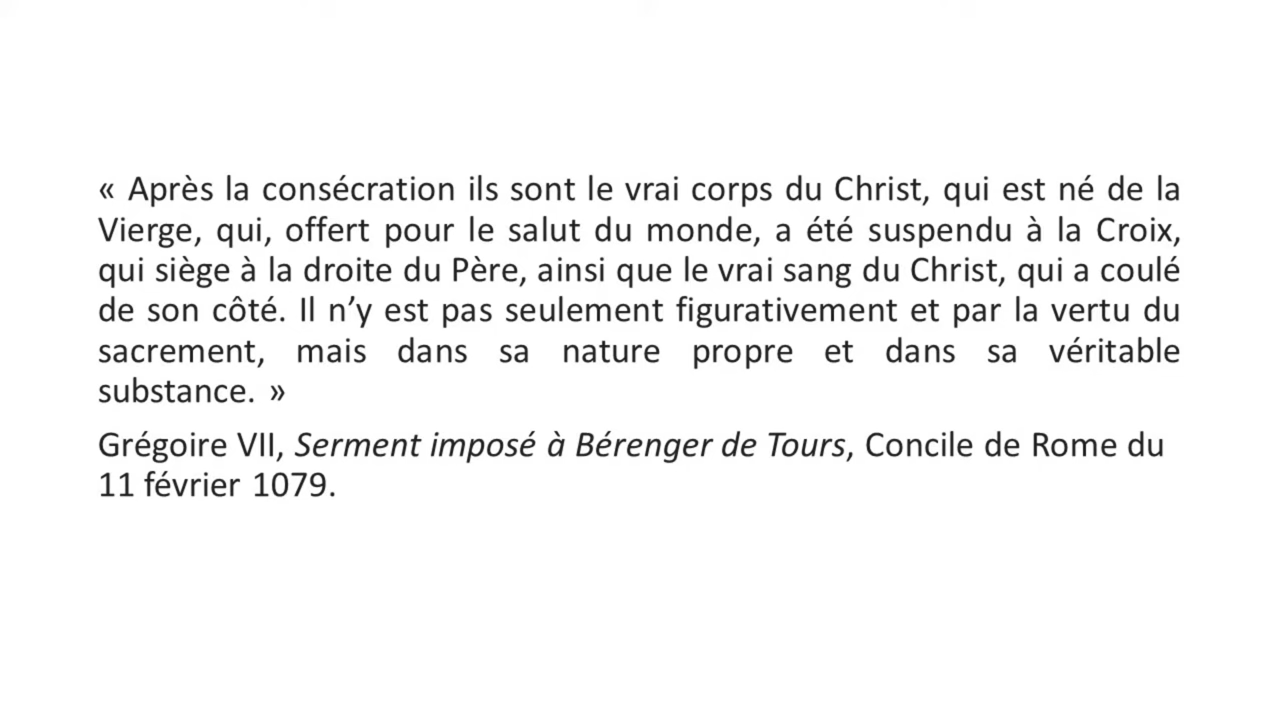 « Après la consécration ils sont le vrai corps du Christ, qui est né de la
Vierge, qui, offert pour le salut du monde, a été suspendu à la Croix,
qui siège à la droite du Père, ainsi que le vrai sang du Christ, qui a coulé
de son côté. Il n’y est pas seulement figurativement et par la vertu du
sacrement, mais dans sa nature propre et dans sa véritable
substance. »
Grégoire VII, Serment imposé à Bérenger de Tours, Concile de Rome du
11 février 1079.